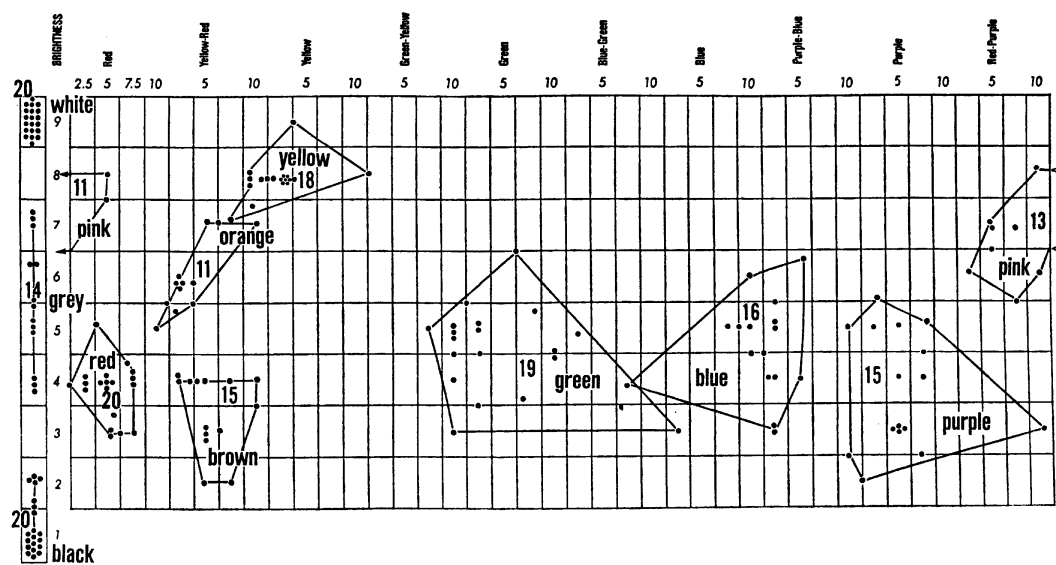 BRIGHTNESS
Red
Yellow-Red
Yellow
Green-Yellow
Green
Blue-Green
Blue
Purple-Blue
Purple
Red-Purple
2.5 5 7.5 10 5 10 5 10 5 10 5 10 5 10 5 10 5 10 5 10 5 10
20
white
9
yellow
8
11
18
7
pink
orange
13
pink
6
11
14
grey
16
5
red
19
green
blue
15
4
20
15
purple
3
brown
2
20
1
black